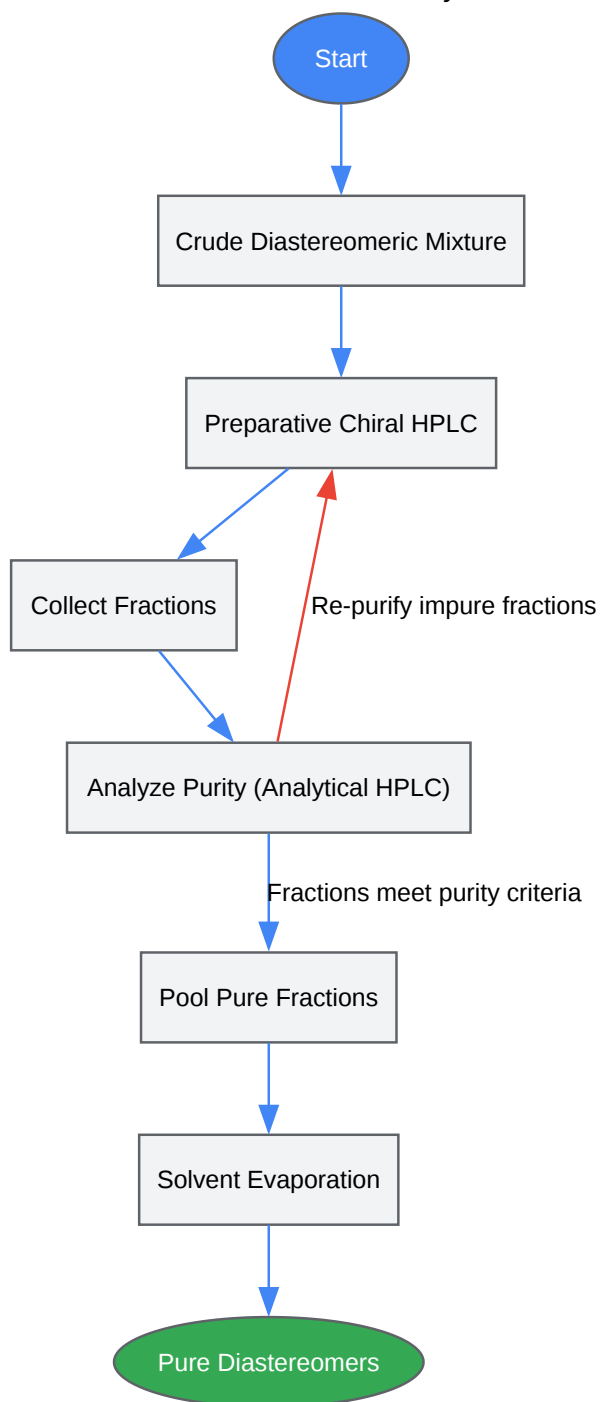 Start
Crude Diastereomeric Mixture
Preparative Chiral HPLC
Collect Fractions
Re-purify impure fractions
Analyze Purity (Analytical HPLC)
Fractions meet purity criteria
Pool Pure Fractions
Solvent Evaporation
Pure Diastereomers